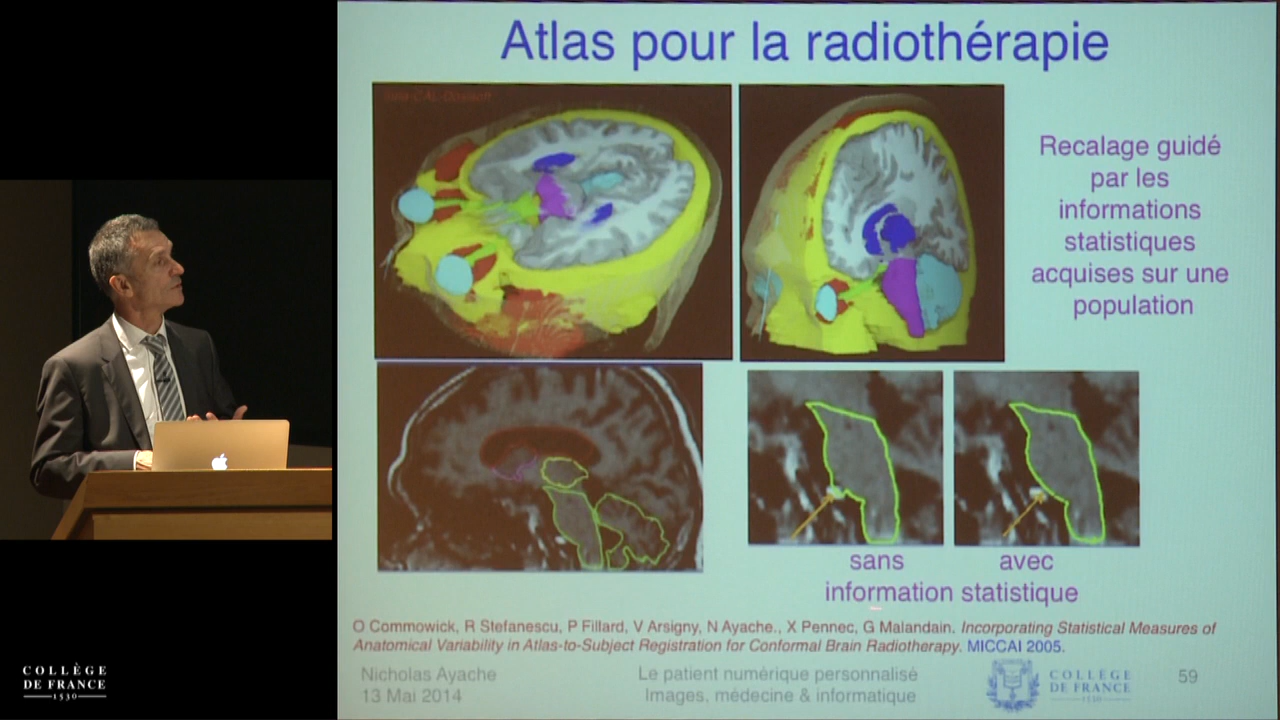 Atlas pour la radiothérapie
Recalage guidé
par les
informations
statistiques
acquises sur une
population
sans
avec
information statistique
O Commowick, R Stefanescu, P Fillard, V Arsigny, N Ayache., X Pennec, G Malandain. Incorporating Statistical Measures of
Anatomical Variability in Atlas-to-Subject Registration for Conformal Brain Radiotherapy. MICCAI 2005.
Nicholas Ayache
13 Mai 2014
Le patient numérique personnalisé
Images, médecine & informatique
COLLÈGE
DE FRANCE
1530
59
COLLÈGE
DE FRANCE
1530